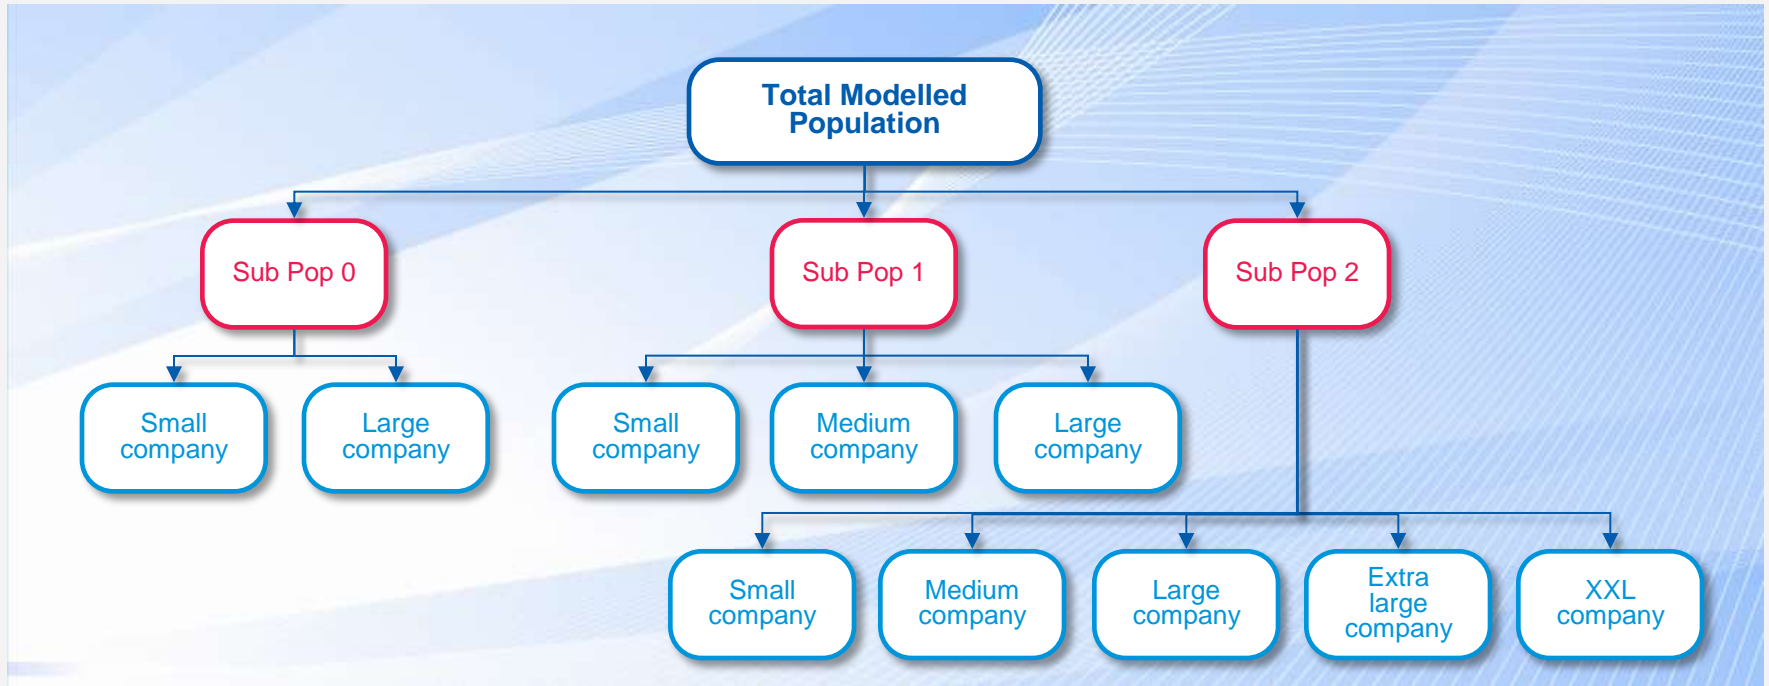 Total Modelled
Population
Sub Pop 0
Sub Pop 1
Sub Pop 2
Small
company
Large
company
Small
company
Medium
company
Large
company
Small
company
Medium
company
Large
company
Extra
large
company
XXL
company